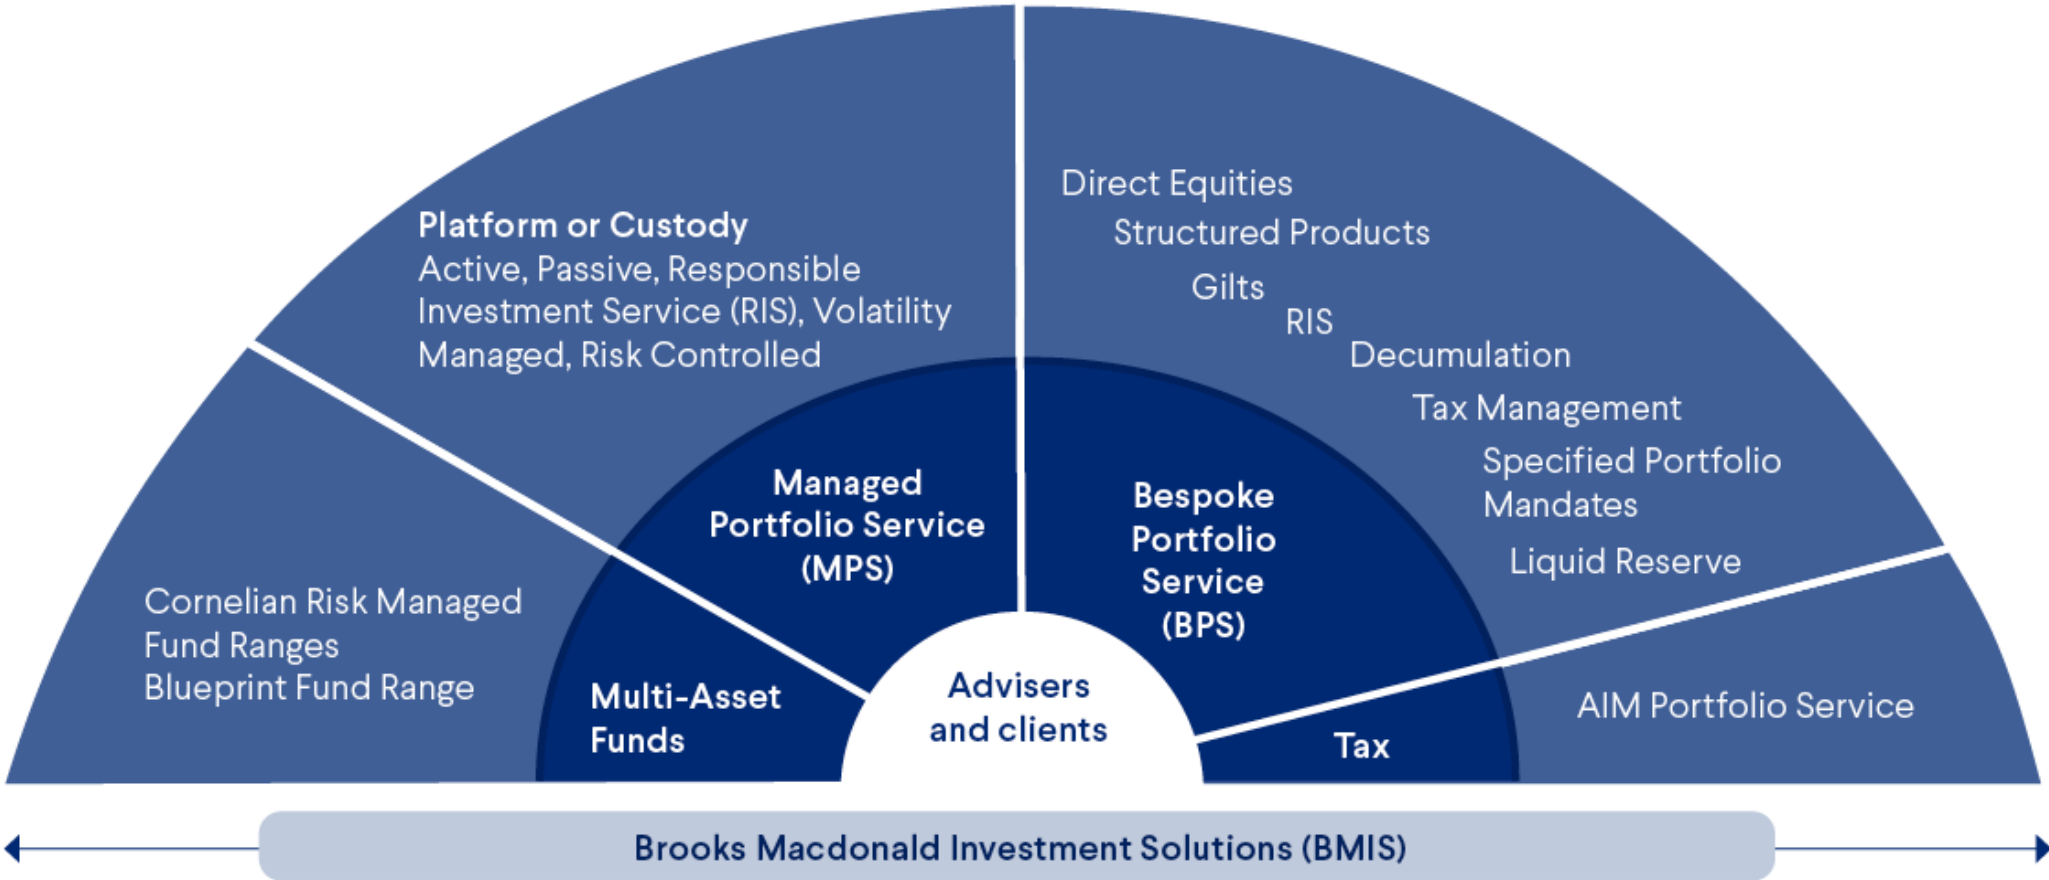 Platform or Custody
Active, Passive, Responsible
Investment Service (RIS), Volatility
Managed, Risk Controlled
Direct Equities
Structured Products
Gilts
RIS
Decumulation
Tax Management
Specified Portfolio
Mandates
Liquid Reserve
Managed
Portfolio Service
(MPS)
Bespoke
Portfolio
Service
(BPS)
Cornelian Risk Managed
Fund Ranges
Blueprint Fund Range
Multi-Asset
Funds
Advisers
and clients
Tax
AIM Portfolio Service
Brooks Macdonald Investment Solutions (BMIS)